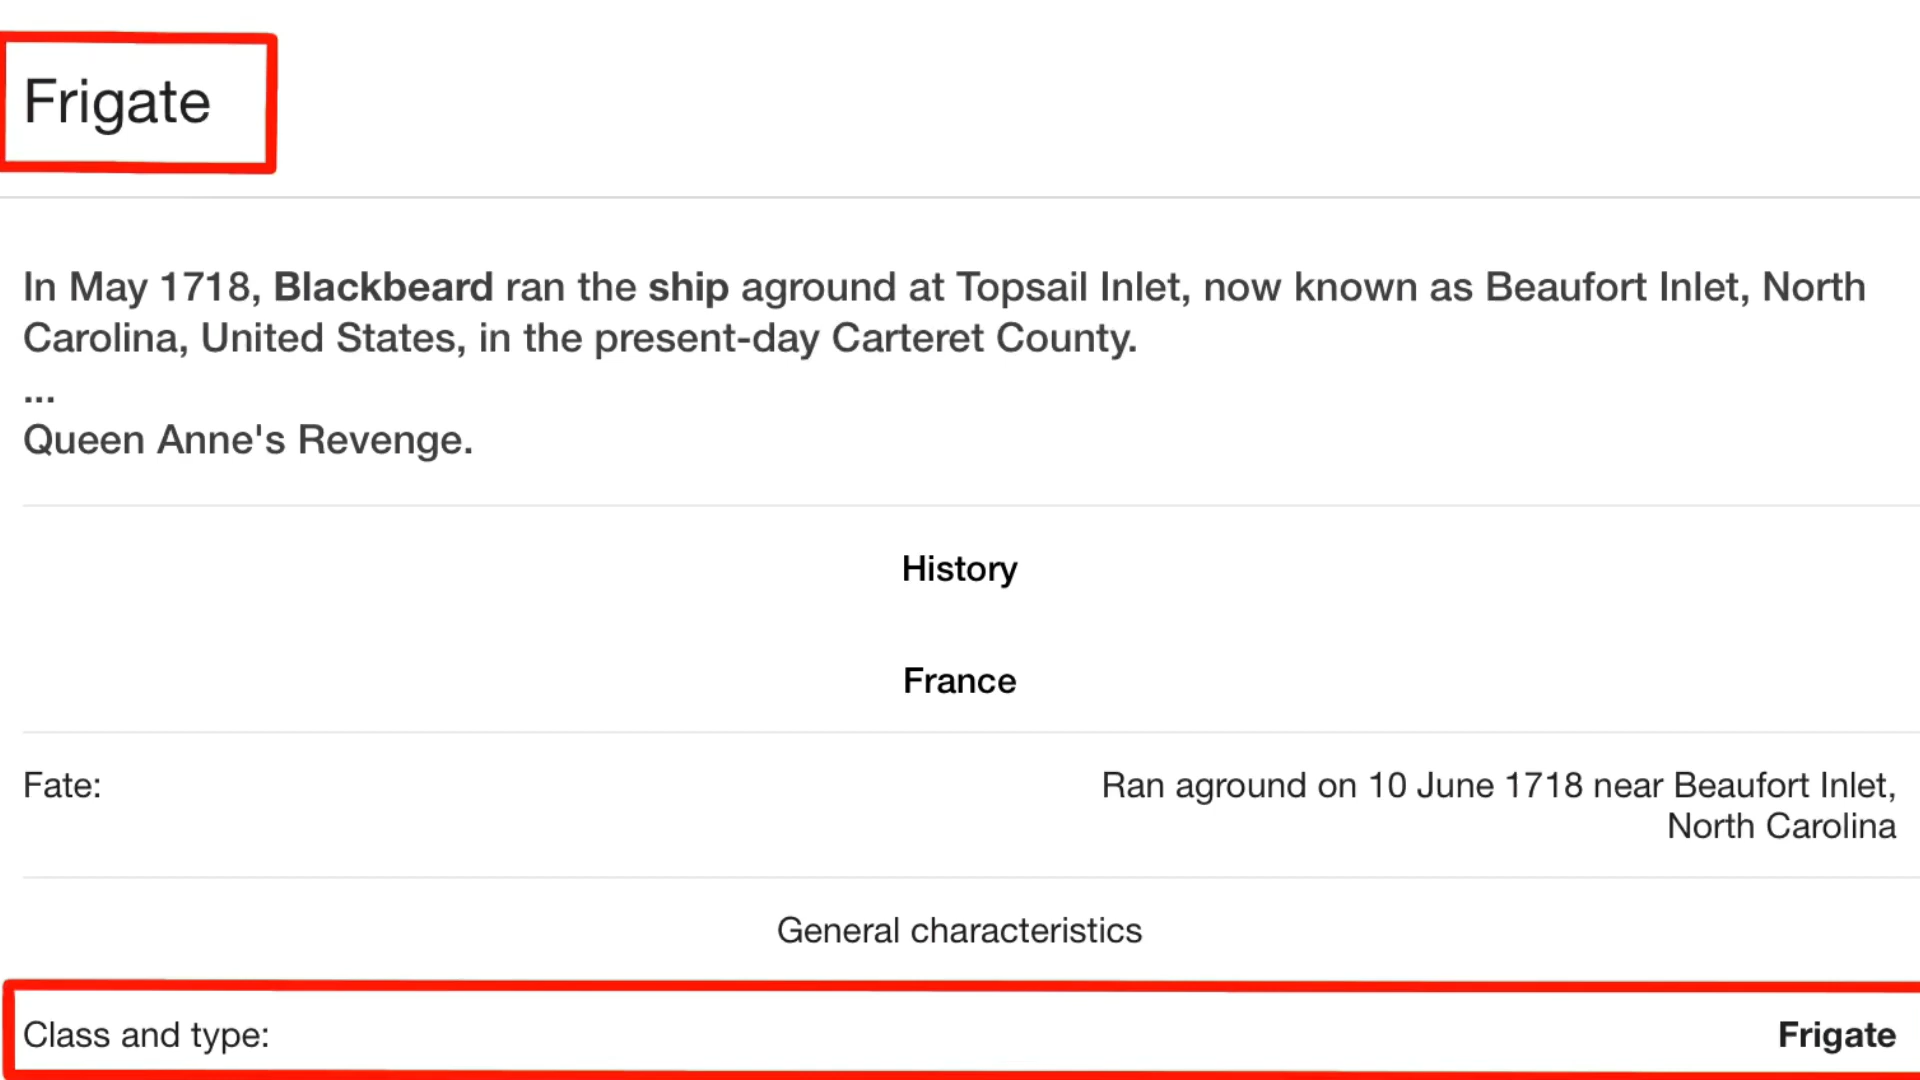 Frigate
In May 1718, Blackbeard ran the ship aground at Topsail Inlet, now known as Beaufort Inlet, North
Carolina, United States, in the present-day Carteret County.
...
Queen Anne's Revenge.
History
France
Fate:
Ran aground on 10 June 1718 near Beaufort Inlet,
North Carolina
General characteristics
Class and type:
Frigate